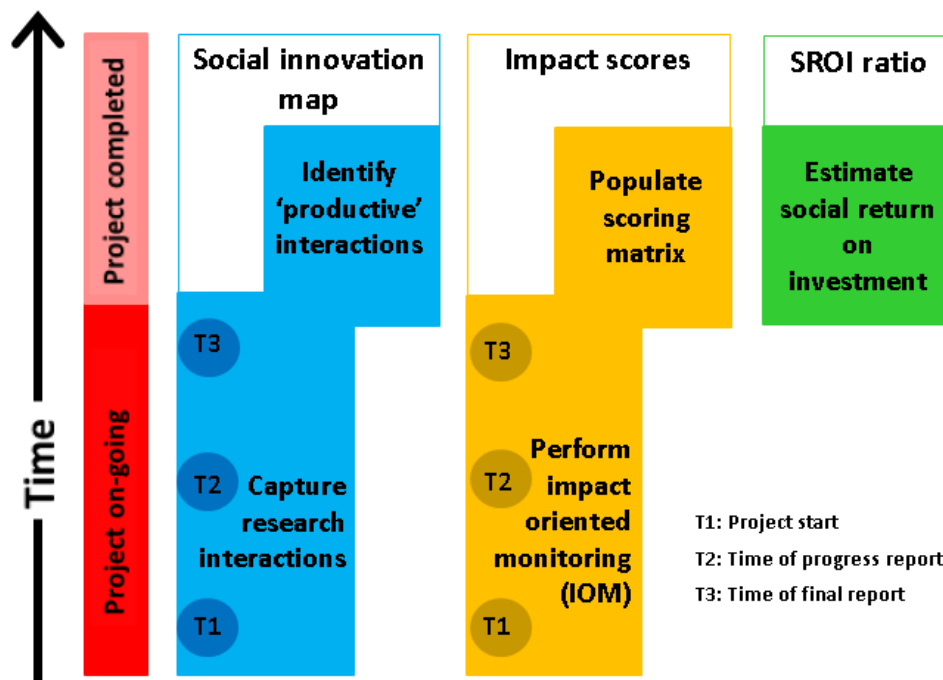 Time
Project completed
Project on-going
Social innovation
map
Identify
‘productive’
interactions
T3
T2
Capture
research
interactions
T1
Impact scores
Populate
scoring
matrix
T3
T2
Perform
impact
oriented
monitoring
(IOM)
T1
SROI ratio
Estimate
social return
on
investment
T1: Project start
T2: Time of progress report
T3: Time of final report